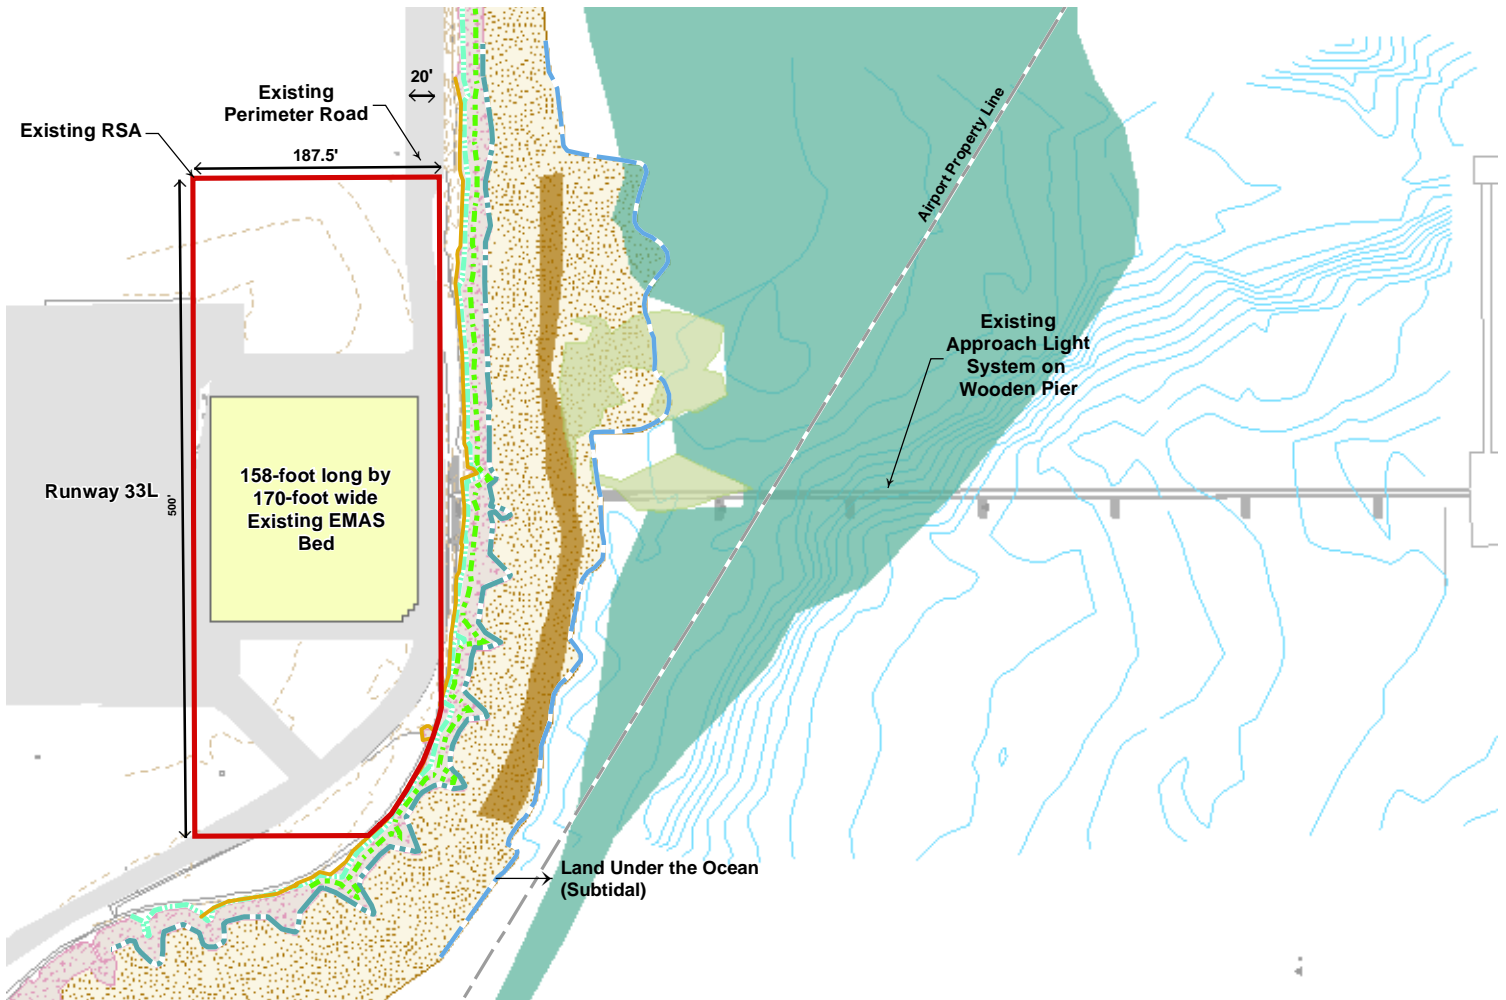 20'
Existing
Perimeter Road
Existing RSA
187.5'
Airport Property Line
Existing
Approach Light
System on
Wooden Pier
Runway 33L
500'
158-foot long by
170-foot wide
Existing EMAS
Bed
Land Under the Ocean
(Subtidal)